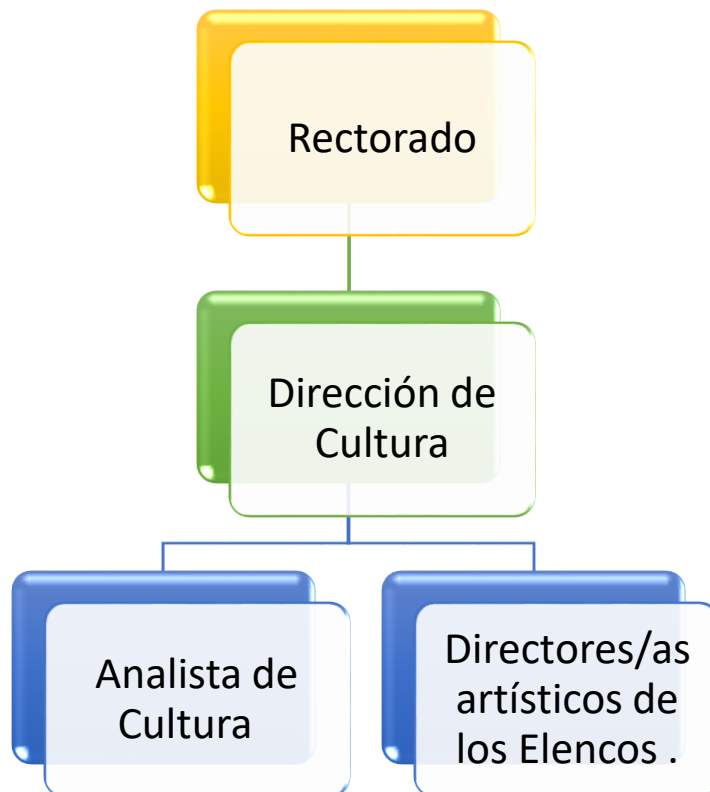 Rectorado
Dirección de
Cultura
Analista de
Cultura
Directores/as
artísticos de
los Elencos .